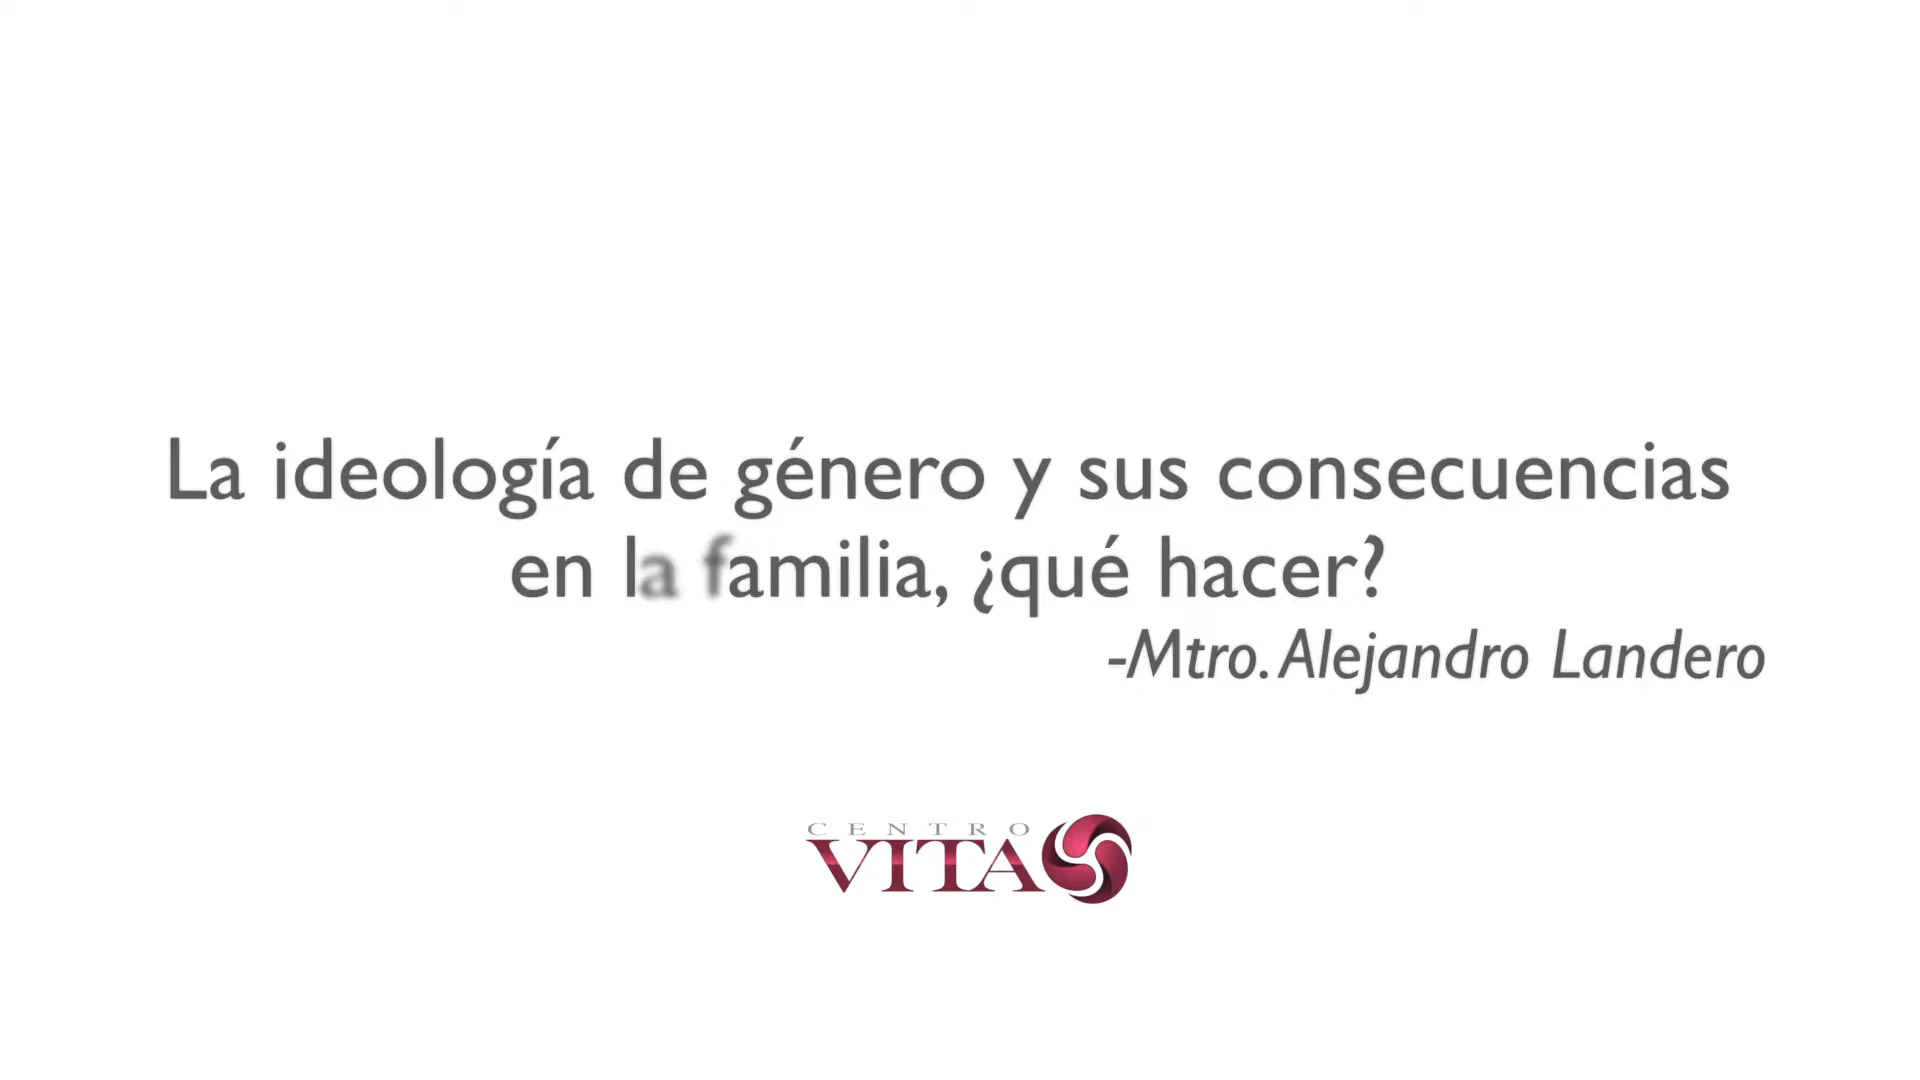 La ideología de género y sus consecuencias
en la familia, ¿qué hacer?
-Mtro. Alejandro Landero
CENTRO
VITA